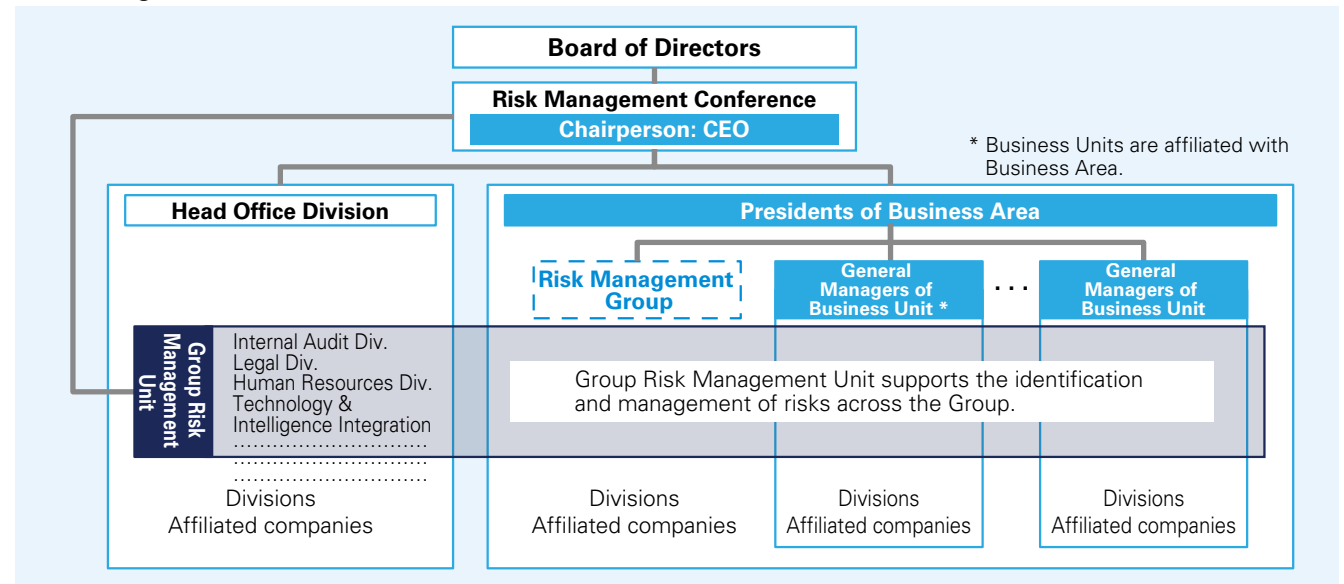 Board of Directors
Risk Management Conference
Chairperson: CEO
* Business Units are affiliated with
Business Area.
Head Office Division
Presidents of Business Area
Risk Management
Group
General
Managers of
Business Unit *
...
General
Managers of
Business Unit
Group Risk
Management
Unit
Internal Audit Div.
Legal Div.
Human Resources Div.
Technology &
Intelligence Integration
..............................
..............................
..............................
Group Risk Management Unit supports the identification
and management of risks across the Group.
Divisions
Affiliated companies
Divisions
Affiliated companies
Divisions
Affiliated companies
Divisions
Affiliated companies